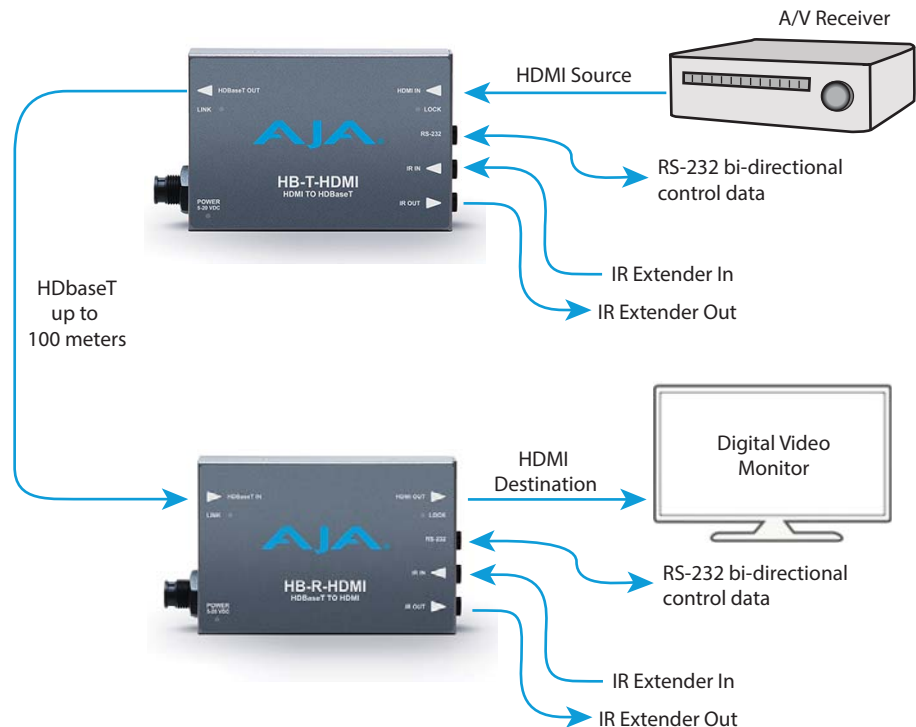 A/V Receiver
HDMI Source
HDBaseT OUT
HDMI IN
LINK
LOCK
AJA
RS-232
HB-T-HDMI
HDMI TO HDBaseT
IR IN
POWER
5-20 VDC
IR OUT
RS-232 bi-directional
control data
IR Extender In
IR Extender Out
HDbaseT
up to
100 meters
HDMI
Destination
Digital Video
Monitor
HDBaseT IN
HDMI OUT
LINK
LOCK
AJA
RS-232
HB-R-HDMI
HDBaseT TO HDMI
IR IN
POWER
5-20 VDC
IR OUT
RS-232 bi-directional
control data
IR Extender In
IR Extender Out